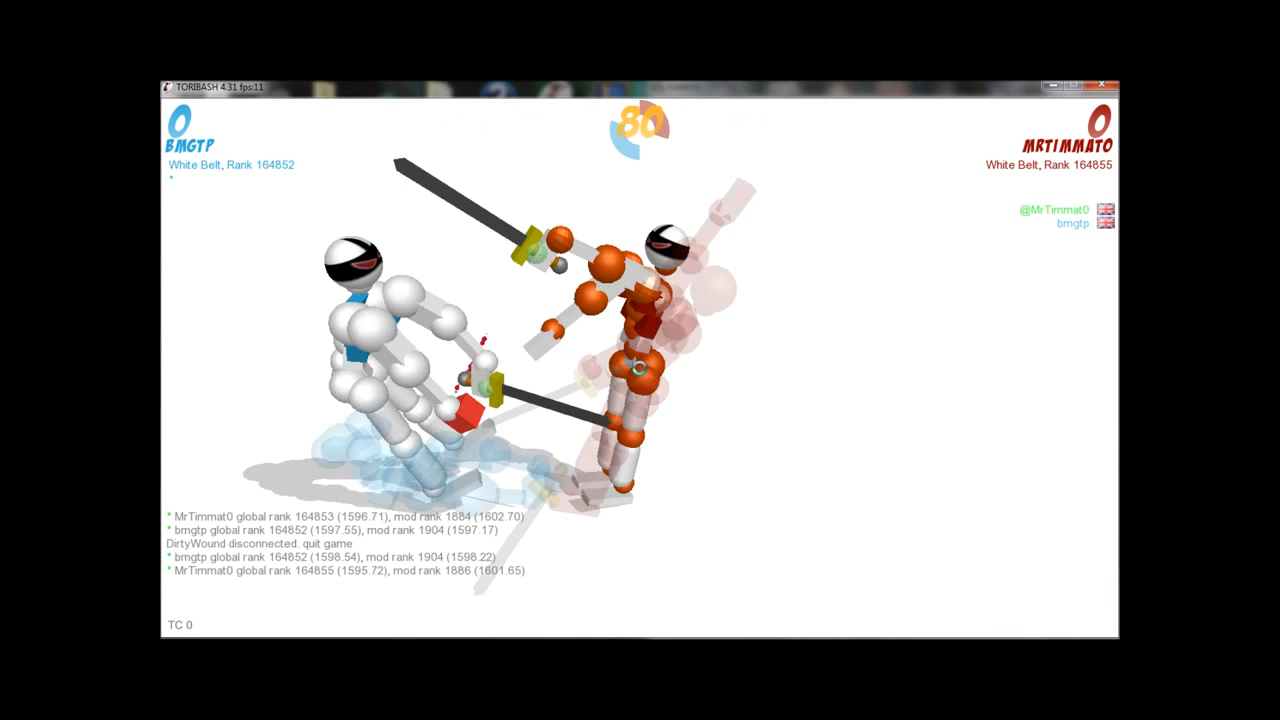 TORIBASH 4.31 fps:11
0
BMGTP
White Belt, Rank 164852
*
80
0
MRTIMMATO
White Belt, Rank 164855
@MrTimmat0
bmgtp
* MrTimmat0 global rank 164853 (1596.71), mod rank 1884 (1602.70)
* bmgtp global rank 164852 (1597.55), mod rank 1904 (1597.17)
DirtyWound disconnected. quit game
* bmgtp global rank 164852 (1598.54), mod rank 1904 (1598.22)
* MrTimmat0 global rank 164855 (1595.72), mod rank 1886 (1601.65)
TC 0